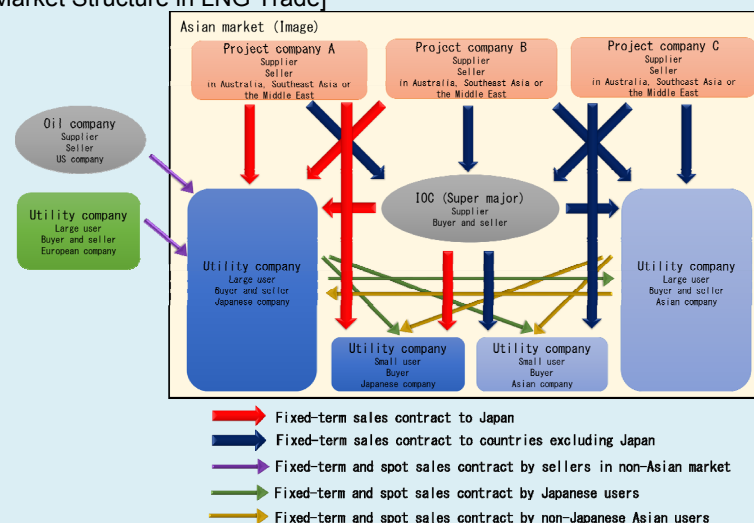 Market Structure in LNG Trade]
Asian market (Image)
Project company A
Supplier
Seller
in Australia, Southeast Asia or
the Middle East
Project company B
Supplier
Seller
in Australia, Southeast Asia or
the Middle East
Project company C
Supplier
Seller
in Australia, Southeast Asia or
the Middle East
Oil company
Supplier
Seller
US company
Utility company
Large user
Buyer and seller
European company
IOC (Super major)
Supplier
Buyer and seller
Utility company
Large user
Buyer and seller
Japanese company
Utility company
Large user
Buyer and seller
Asian company
Utility company
Small user
Buyer
Japanese company
Utility company
Small user
Buyer
Asian company
Fixed-term sales contract to Japan
Fixed-term sales contract to countries excluding Japan
Fixed-term and spot sales contract by sellers in non-Asian market
Fixed-term and spot sales contract by Japanese users
Fixed-term and spot sales contract by non-Japanese Asian users